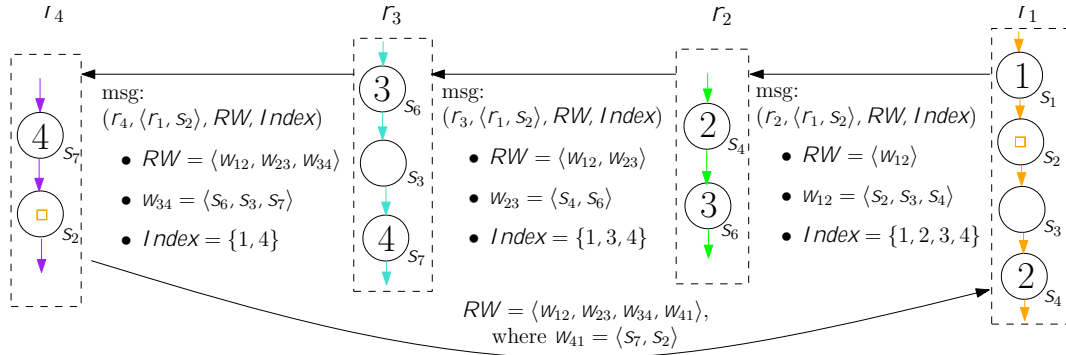 r₄ r₃ r₂ r₁
4
s₇
s₂
msg:
(r₄, ⟨r₁, s₂⟩, RW, Index)
• RW = ⟨w₁₂, w₂₃, w₃₄⟩
• w₃₄ = ⟨s₆, s₃, s₇⟩
• Index = {1, 4}
3
s₆
s₃
4
s₇
msg:
(r₃, ⟨r₁, s₂⟩, RW, Index)
• RW = ⟨w₁₂, w₂₃⟩
• w₂₃ = ⟨s₄, s₆⟩
• Index = {1, 3, 4}
2
s₄
3
s₆
msg:
(r₂, ⟨r₁, s₂⟩, RW, Index)
• RW = ⟨w₁₂⟩
• w₁₂ = ⟨s₂, s₃, s₄⟩
• Index = {1, 2, 3, 4}
1
s₁
s₂
s₃
2
s₄
RW = ⟨w₁₂, w₂₃, w₃₄, w₄₁⟩,
where w₄₁ = ⟨s₇, s₂⟩